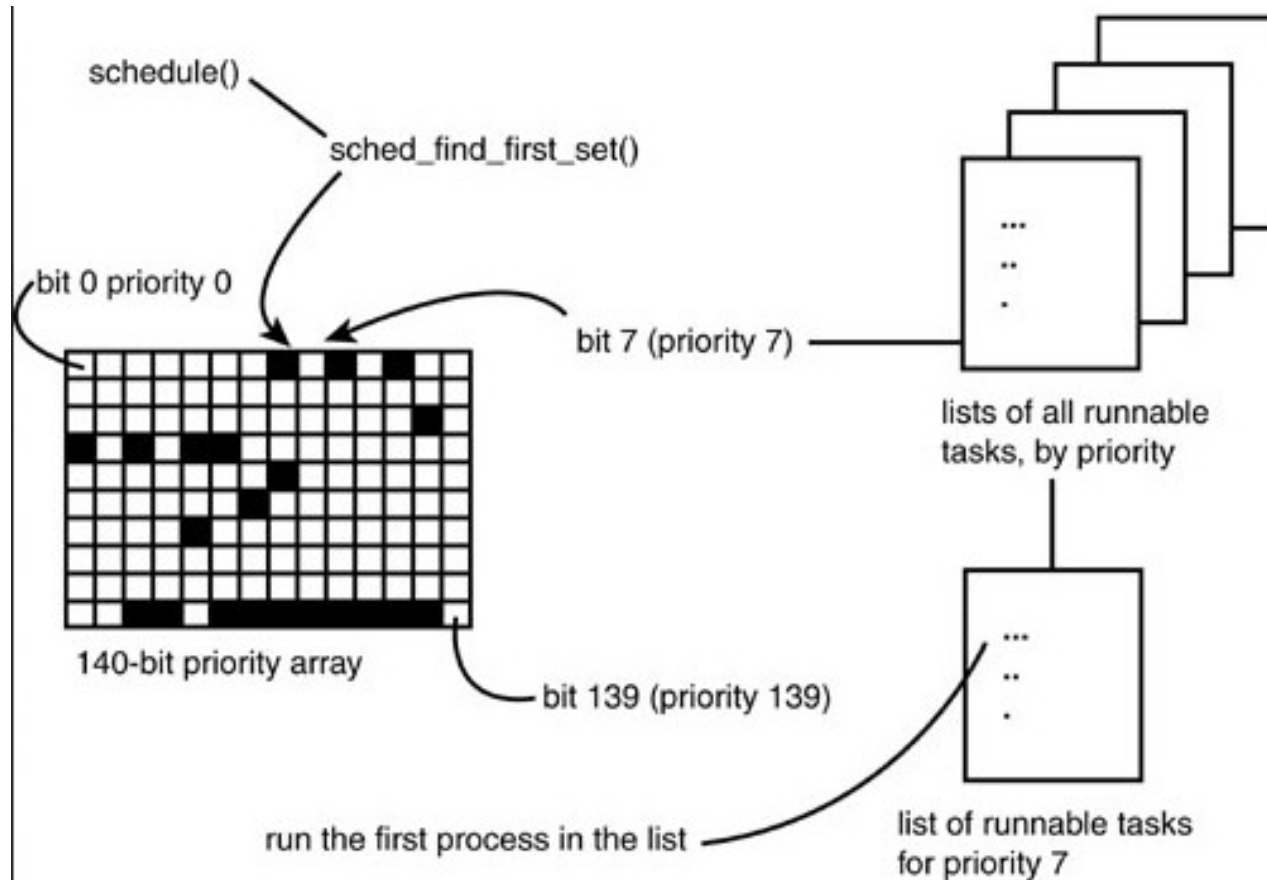 schedule()
sched_find_first_set()
bit 0 priority 0
bit 7 (priority 7)
lists of all runnable
tasks, by priority
140-bit priority array
bit 139 (priority 139)
run the first process in the list
list of runnable tasks
for priority 7